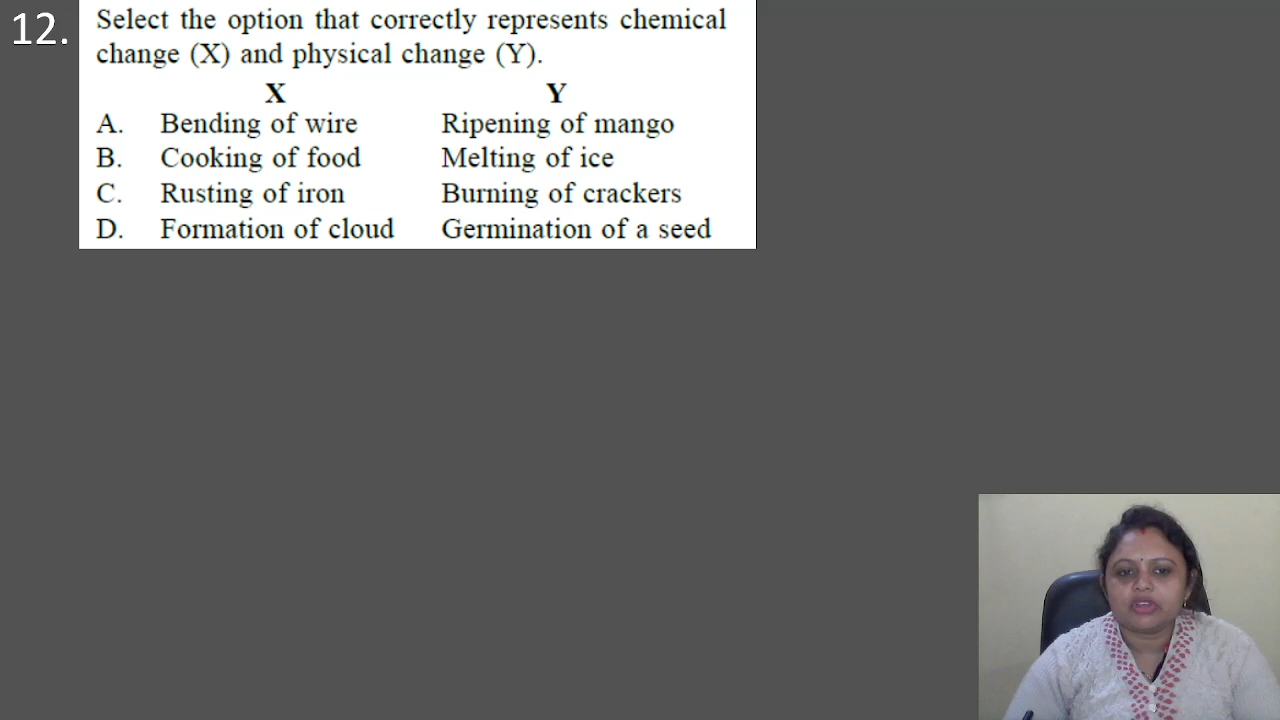 12.
Select the option that correctly represents chemical
change (X) and physical change (Y).
X Y
A. Bending of wire Ripening of mango
B. Cooking of food Melting of ice
C. Rusting of iron Burning of crackers
D. Formation of cloud Germination of a seed